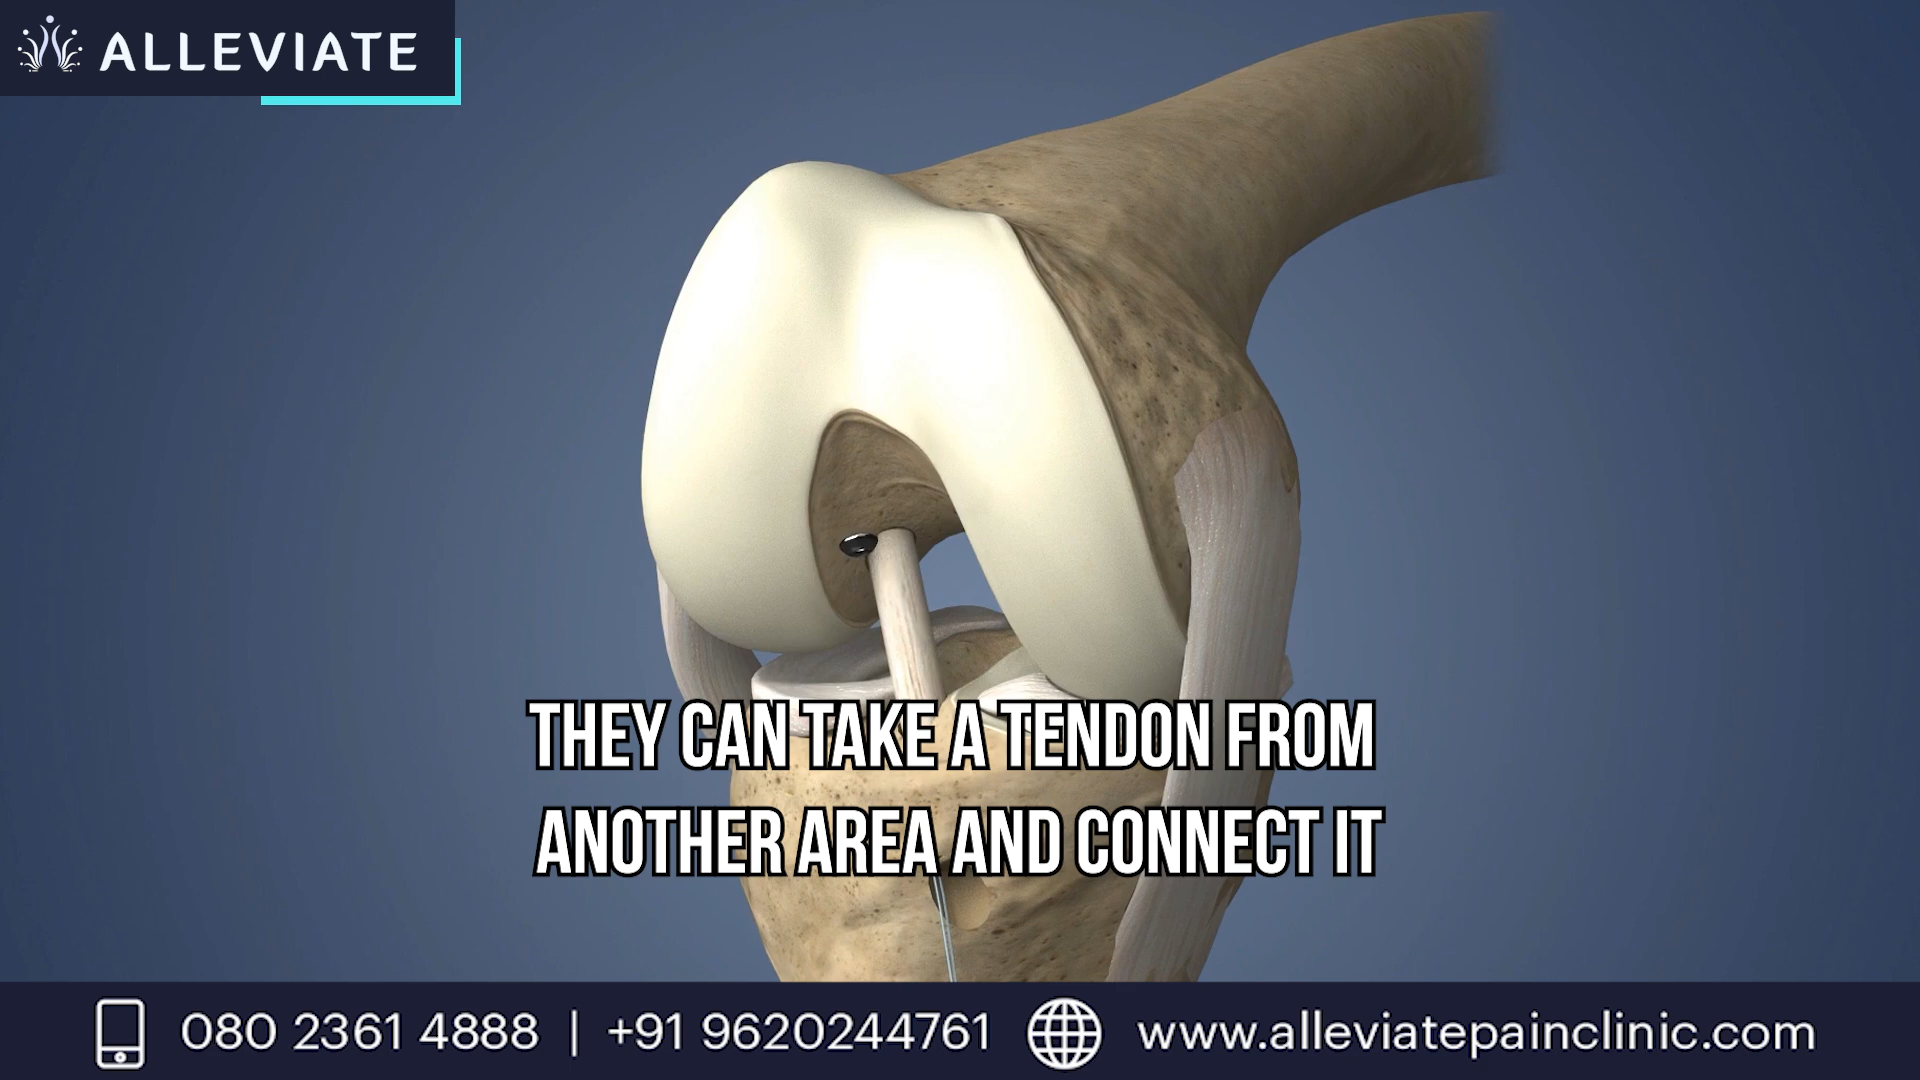 ALLEVIATE
THEY CAN TAKE A TENDON FROM
ANOTHER AREA AND CONNECT IT
080 2361 4888 | +91 9620244761 www.alleviatepainclinic.com